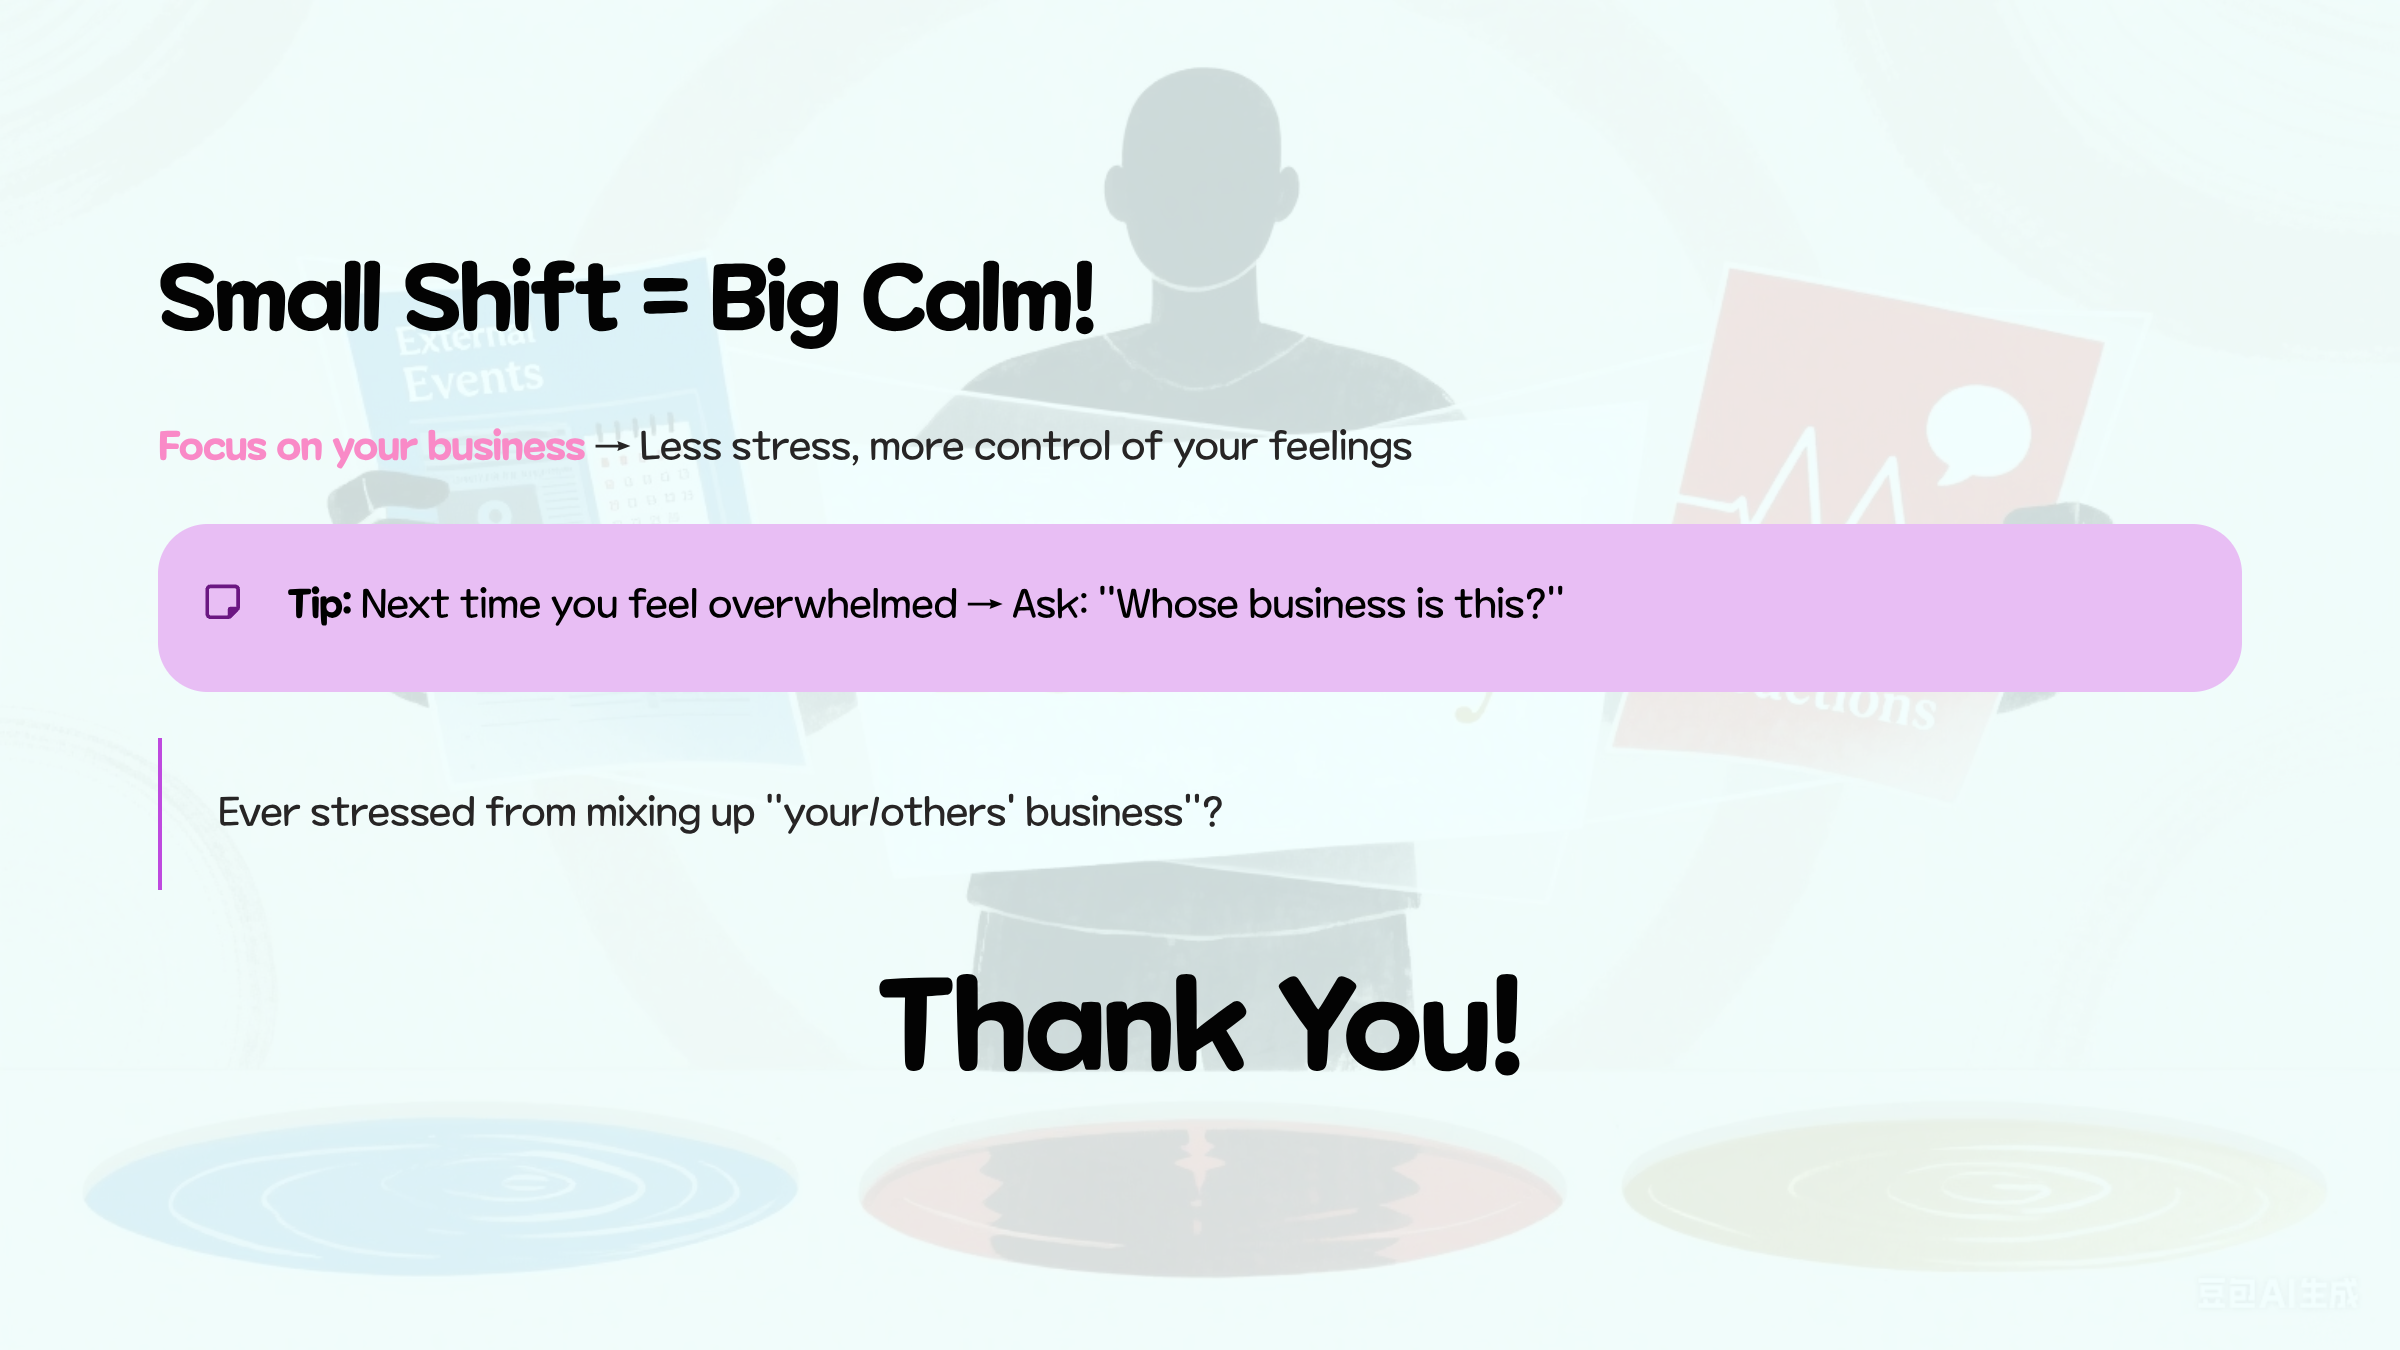 Small Shift = Big Calm!
External
Events
Focus on your business → Less stress, more control of your feelings
Tip: Next time you feel overwhelmed → Ask: "Whose business is this?"
actions
Ever stressed from mixing up "your/others' business"?
Thank You!
豆包AI生成